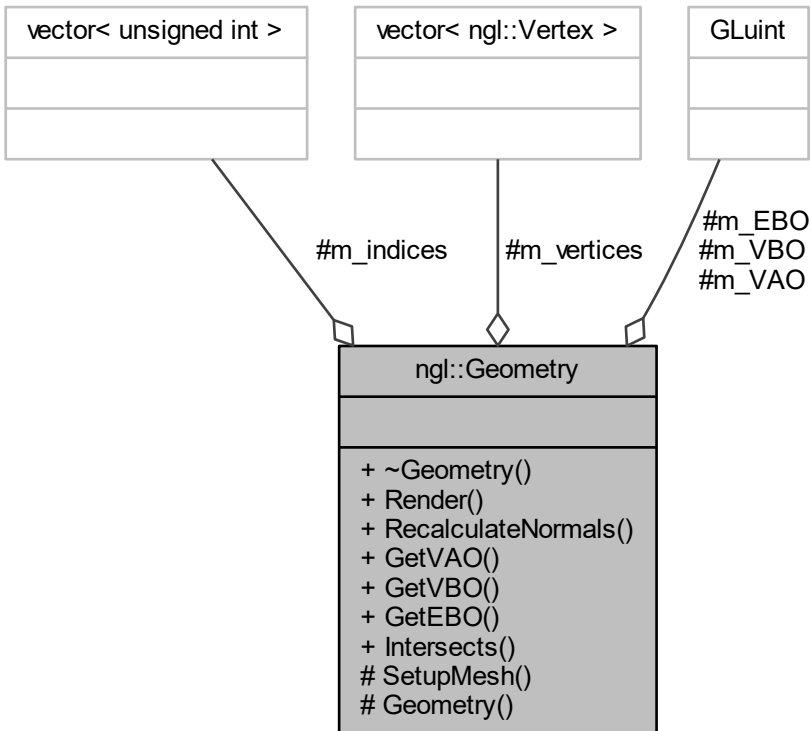 vector< unsigned int >
vector< ngl::Vertex >
GLuint
#m_indices
#m_vertices
#m_EBO
#m_VBO
#m_VAO
ngl::Geometry
+ ~Geometry()
+ Render()
+ RecalculateNormals()
+ GetVAO()
+ GetVBO()
+ GetEBO()
+ Intersects()
# SetupMesh()
# Geometry()